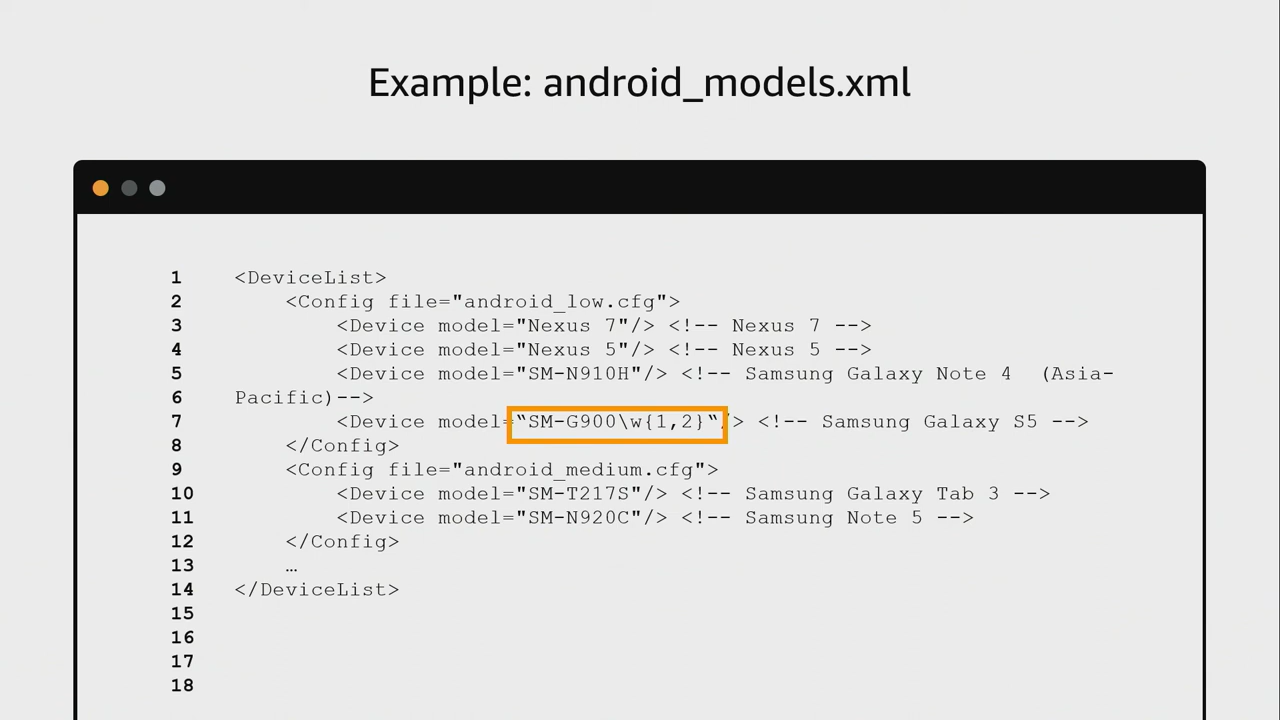 Example: android_models.xml
1 <DeviceList>
2 <Config file="android_low.cfg">
3 <Device model="Nexus 7"/> <!-- Nexus 7 -->
4 <Device model="Nexus 5"/> <!-- Nexus 5 -->
5 <Device model="SM-N910H"/> <!-- Samsung Galaxy Note 4  (Asia-
6 Pacific)-->
7 <Device model=“SM-G900\w{1,2}“/> <!-- Samsung Galaxy S5 -->
8 </Config>
9 <Config file="android_medium.cfg">
10 <Device model="SM-T217S"/> <!-- Samsung Galaxy Tab 3 -->
11 <Device model="SM-N920C"/> <!-- Samsung Note 5 -->
12 </Config>
13 …
14 </DeviceList>
15
16
17
18